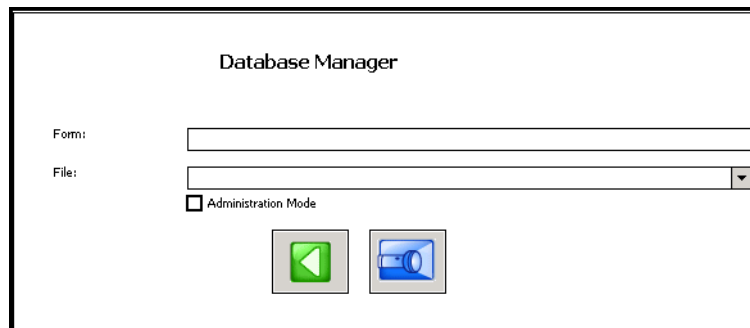 Database Manager
Form:
File:
Administration Mode